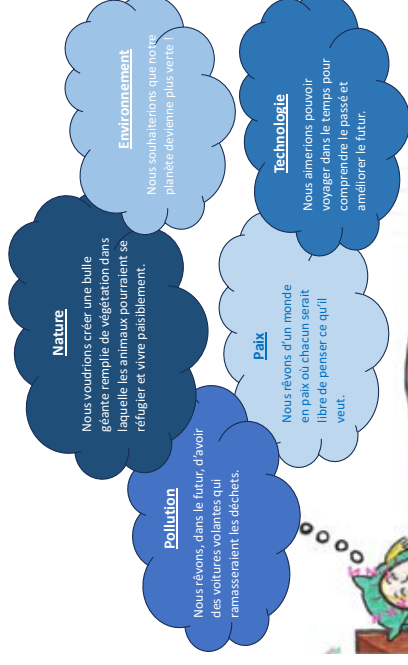 Nature
Nous voudrions créer une bulle
géante remplie de végétation dans
laquelle les animaux pourraient se
réfugier et vivre paisiblement.
Environnement
Nous souhaiterions que notre
planète devienne plus verte !
Pollution
Nous rêvons, dans le futur, d'avoir
des voitures volantes qui
ramasseraient les déchets.
Paix
Nous rêvons d'un monde
en paix où chacun serait
libre de penser ce qu'il
veut.
Technologie
Nous aimerions pouvoir
voyager dans le temps pour
comprendre le passé et
améliorer le futur.